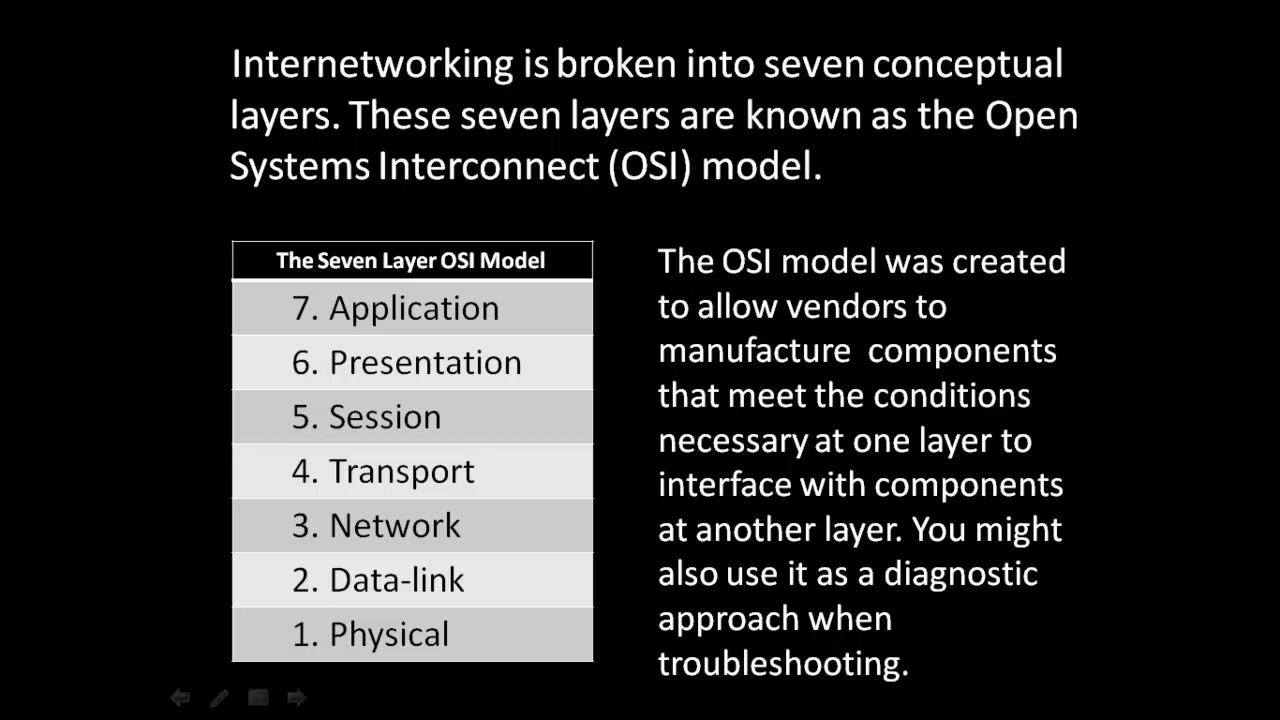 Internetworking is broken into seven conceptual
layers. These seven layers are known as the Open
Systems Interconnect (OSI) model.
The Seven Layer OSI Model
7. Application
6. Presentation
5. Session
4. Transport
3. Network
2. Data-link
1. Physical
The OSI model was created
to allow vendors to
manufacture components
that meet the conditions
necessary at one layer to
interface with components
at another layer. You might
also use it as a diagnostic
approach when
troubleshooting.